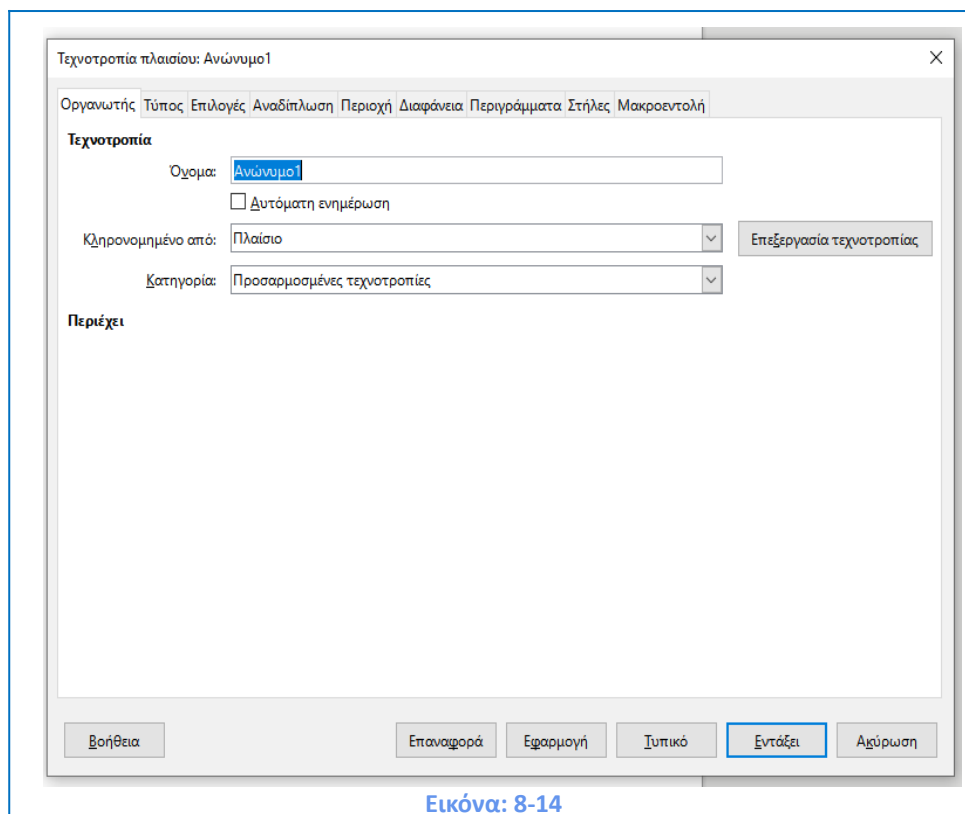 Τεχνοτροπία πλαισίου: Ανώνυμο1
Οργανωτής Τύπος Επιλογές Αναδίπλωση Περιοχή Διαφάνεια Περιγράμματα Στήλες Μακροεντολή
Τεχνοτροπία
Όνομα: Ανώνυμο1
Αυτόματη ενημέρωση
Κληρονομημένο από: Πλαίσιο Επεξεργασία τεχνοτροπίας
Κατηγορία: Προσαρμοσμένες τεχνοτροπίες
Περιέχει
Βοήθεια Επαναφορά Εφαρμογή Τυπικό Εντάξει Ακύρωση
Εικόνα: 8-14